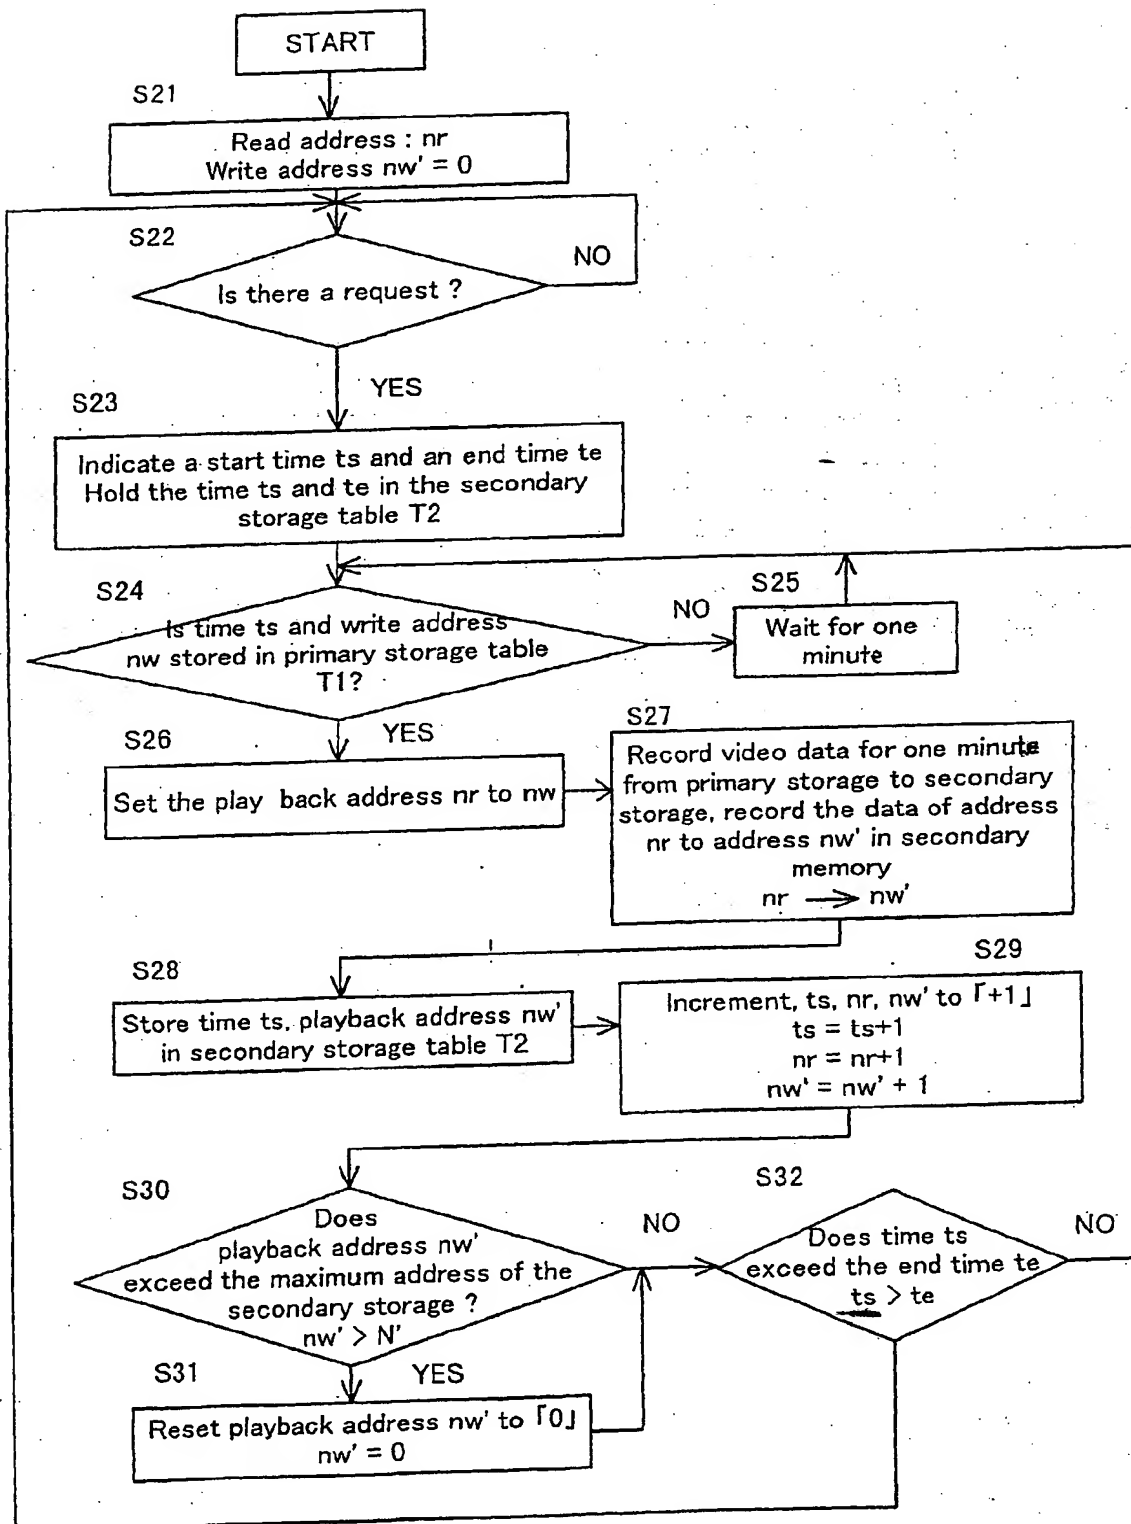 START
S21
Read address : nr
Write address nw' = 0
S22
Is there a request ?
NO
YES
S23
Indicate a start time ts and an end time te
Hold the time ts and te in the secondary
storage table T2
S24
Is time ts and write address
nw stored in primary storage table
T1?
NO
S25
Wait for one
minute
YES
S26
Set the play back address nr to nw
S27
Record video data for one minute
from primary storage to secondary
storage, record the data of address
nr to address nw' in secondary
memory
nr → nw'
S28
Store time ts, playback address nw'
in secondary storage table T2
S29
Increment, ts, nr, nw' to「+1」
ts = ts+1
nr = nr+1
nw' = nw' + 1
S30
Does
playback address nw'
exceed the maximum address of the
secondary storage ?
nw' > N'
NO
YES
S31
Reset playback address nw' to「0」
nw' = 0
S32
Does time ts
exceed the end time te
ts > te
NO